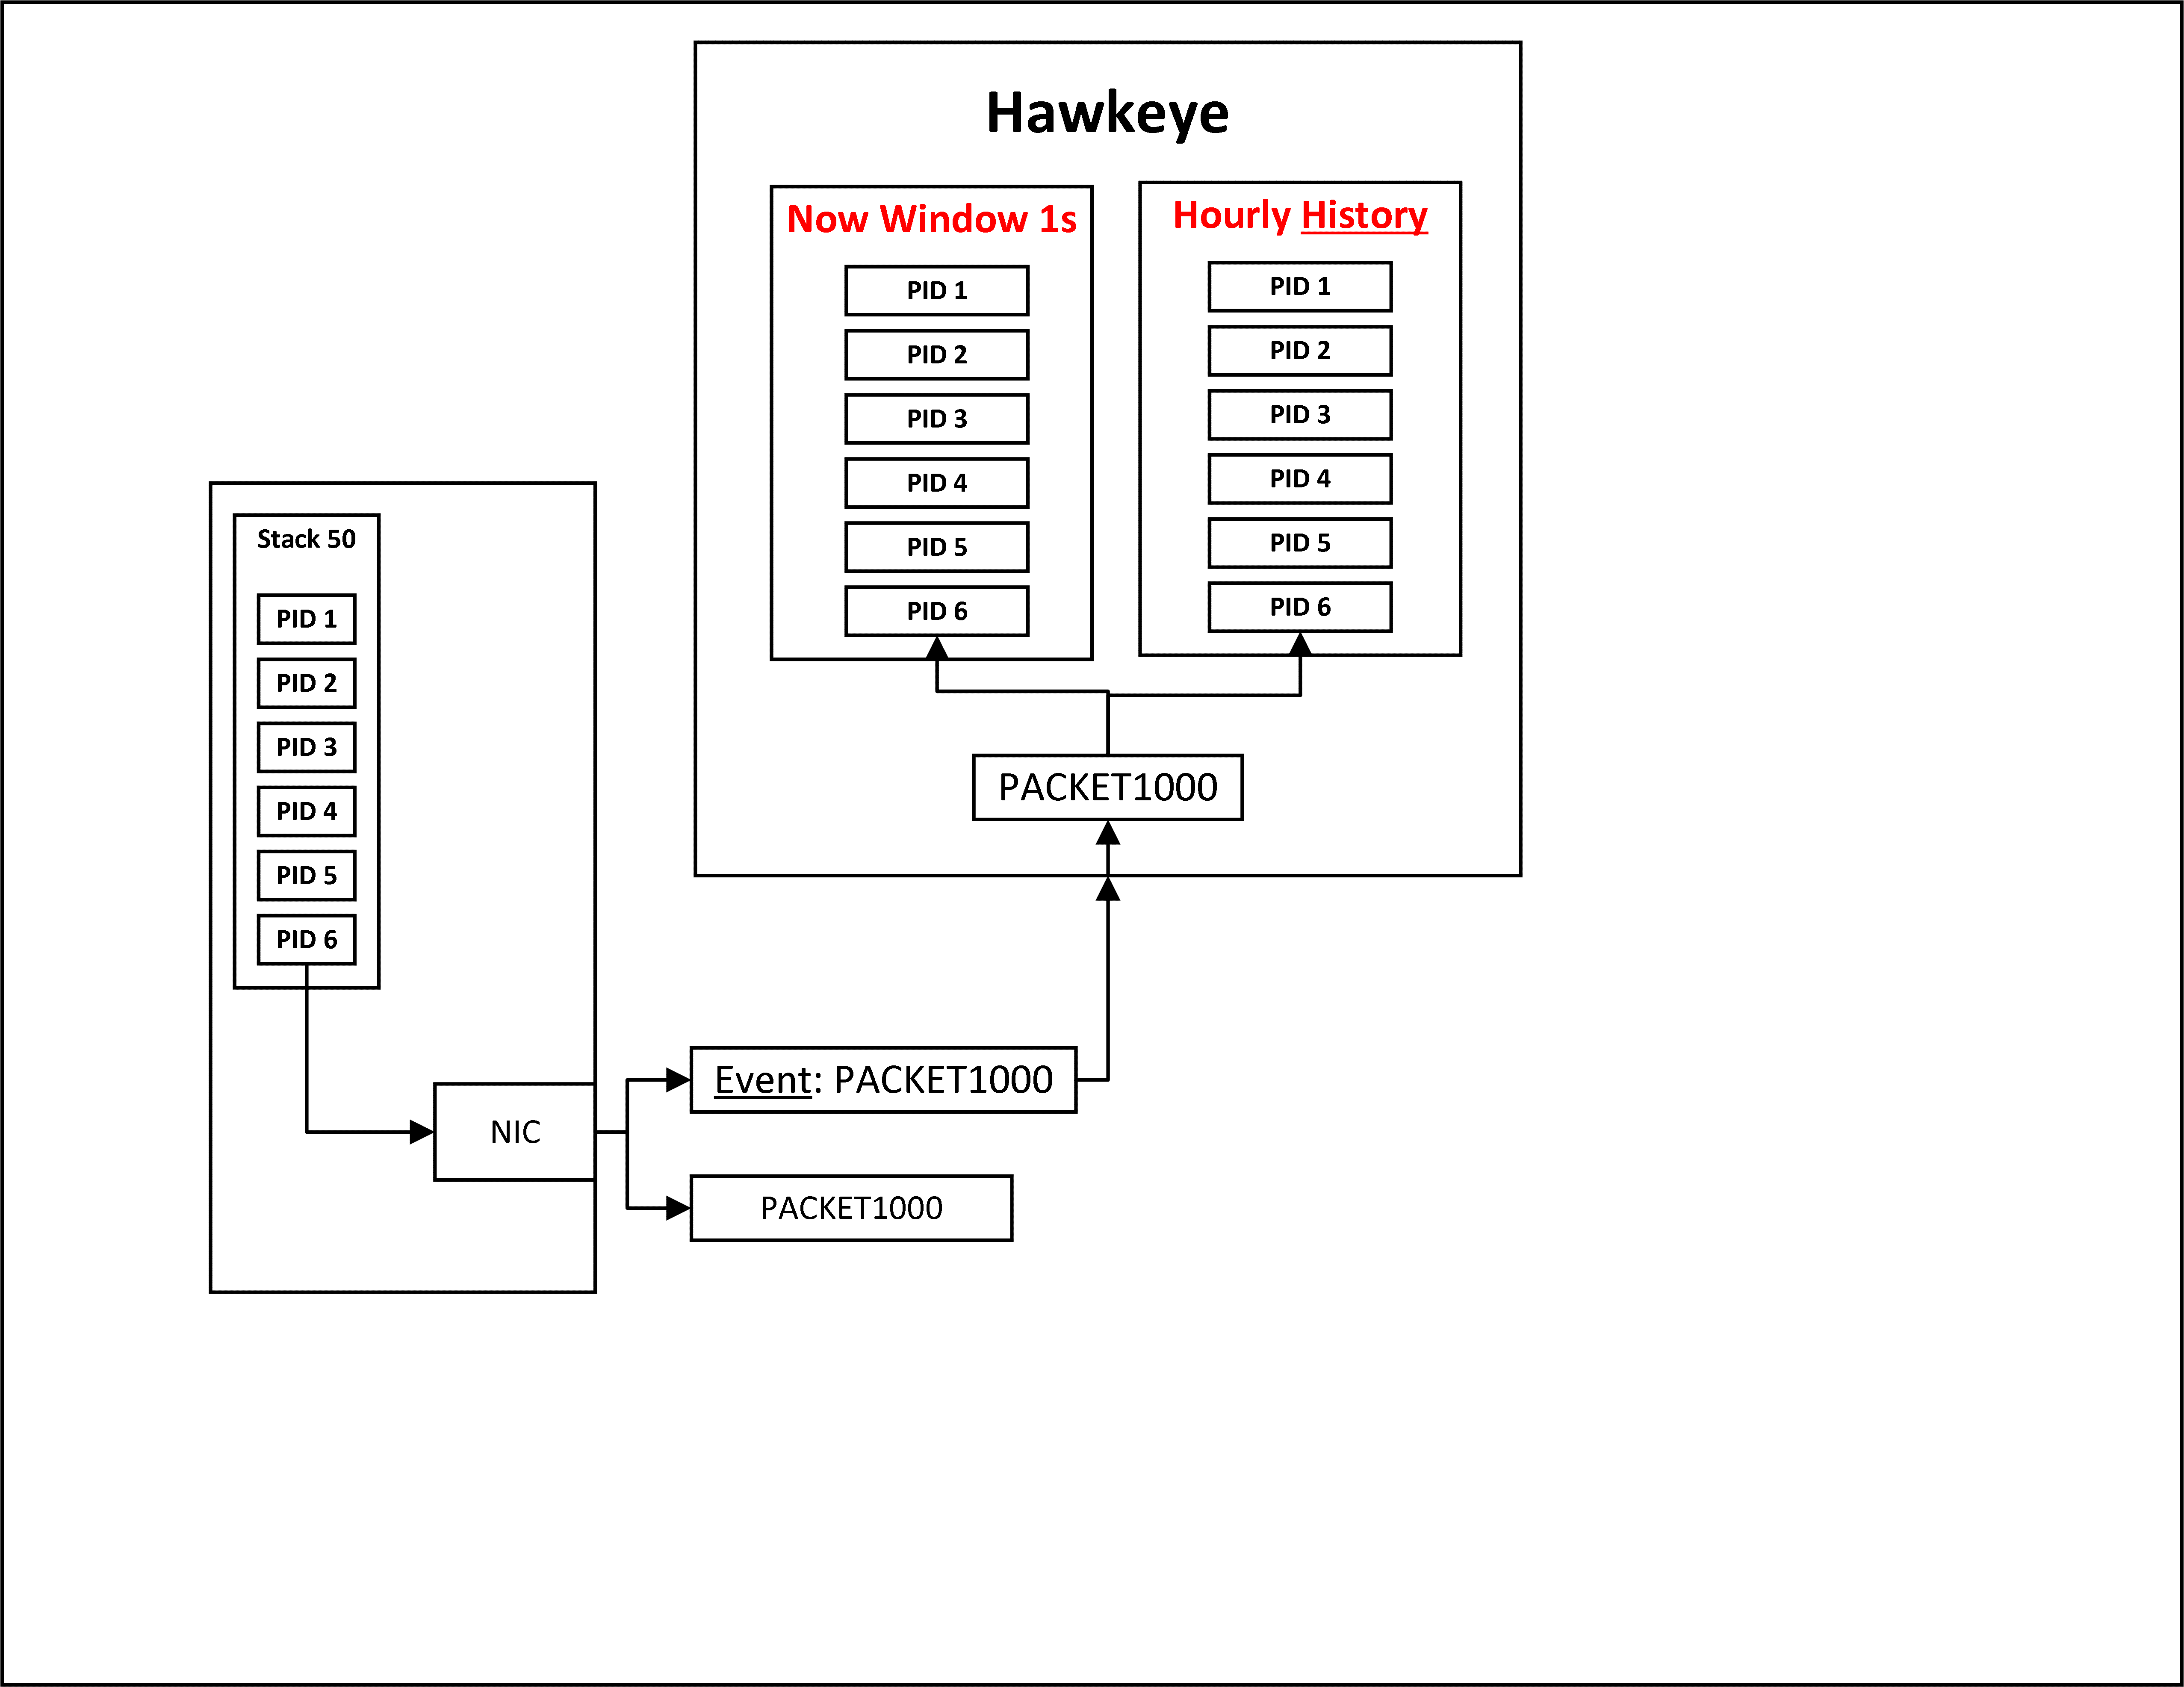 Hawkeye
Now Window 1s
PID 1
PID 2
PID 3
PID 4
PID 5
PID 6
Hourly History
PID 1
PID 2
PID 3
PID 4
PID 5
PID 6
PACKET1000
Stack 50
PID 1
PID 2
PID 3
PID 4
PID 5
PID 6
NIC
Event: PACKET1000
PACKET1000